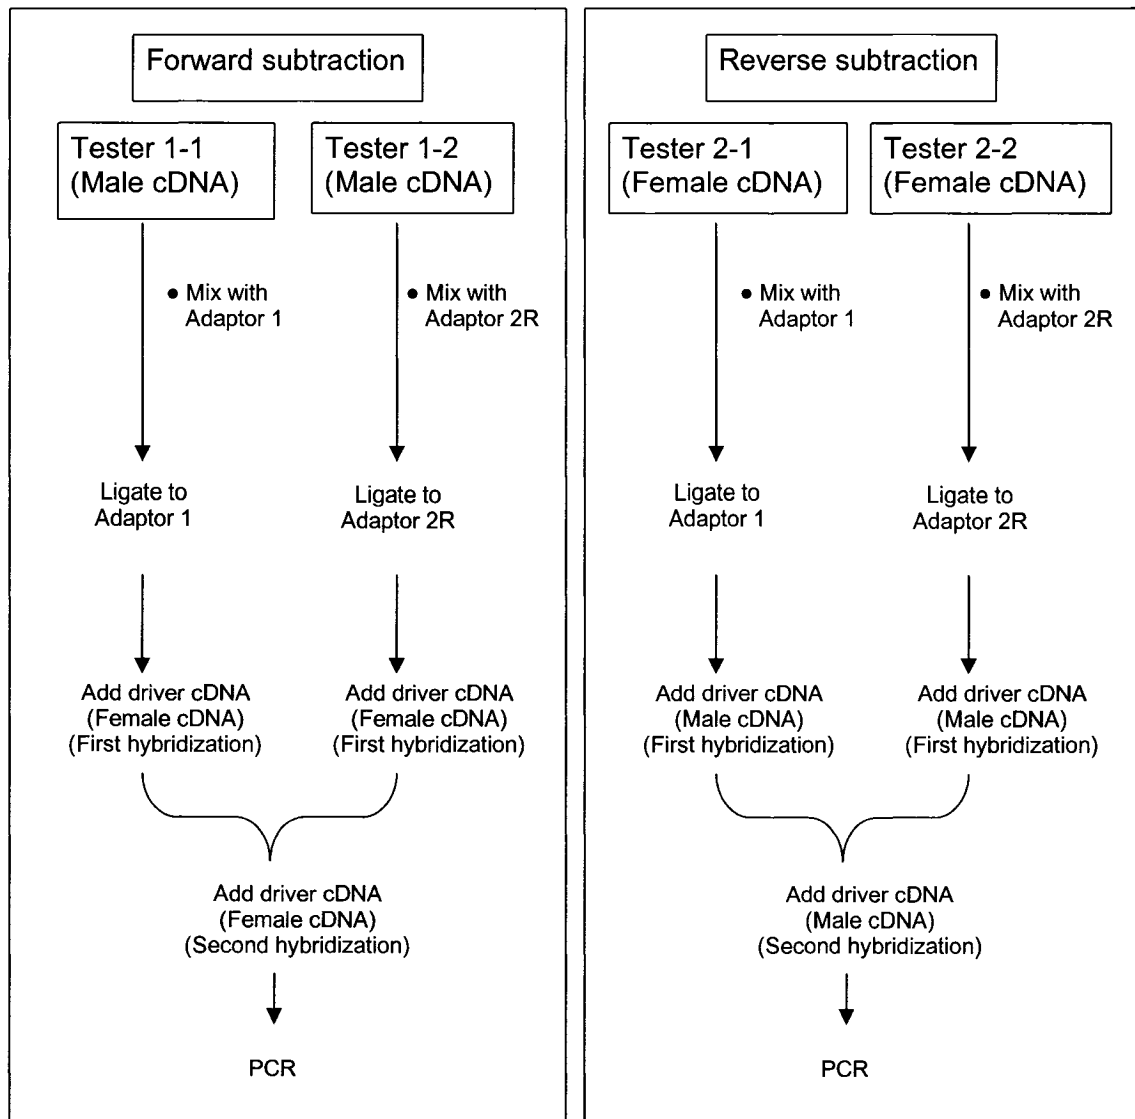 Forward subtraction
Tester 1-1
(Male cDNA)
Tester 1-2
(Male cDNA)
● Mix with
Adaptor 1
● Mix with
Adaptor 2R
Ligate to
Adaptor 1
Ligate to
Adaptor 2R
Add driver cDNA
(Female cDNA)
(First hybridization)
Add driver cDNA
(Female cDNA)
(First hybridization)
Add driver cDNA
(Female cDNA)
(Second hybridization)
PCR
Reverse subtraction
Tester 2-1
(Female cDNA)
Tester 2-2
(Female cDNA)
● Mix with
Adaptor 1
● Mix with
Adaptor 2R
Ligate to
Adaptor 1
Ligate to
Adaptor 2R
Add driver cDNA
(Male cDNA)
(First hybridization)
Add driver cDNA
(Male cDNA)
(First hybridization)
Add driver cDNA
(Male cDNA)
(Second hybridization)
PCR